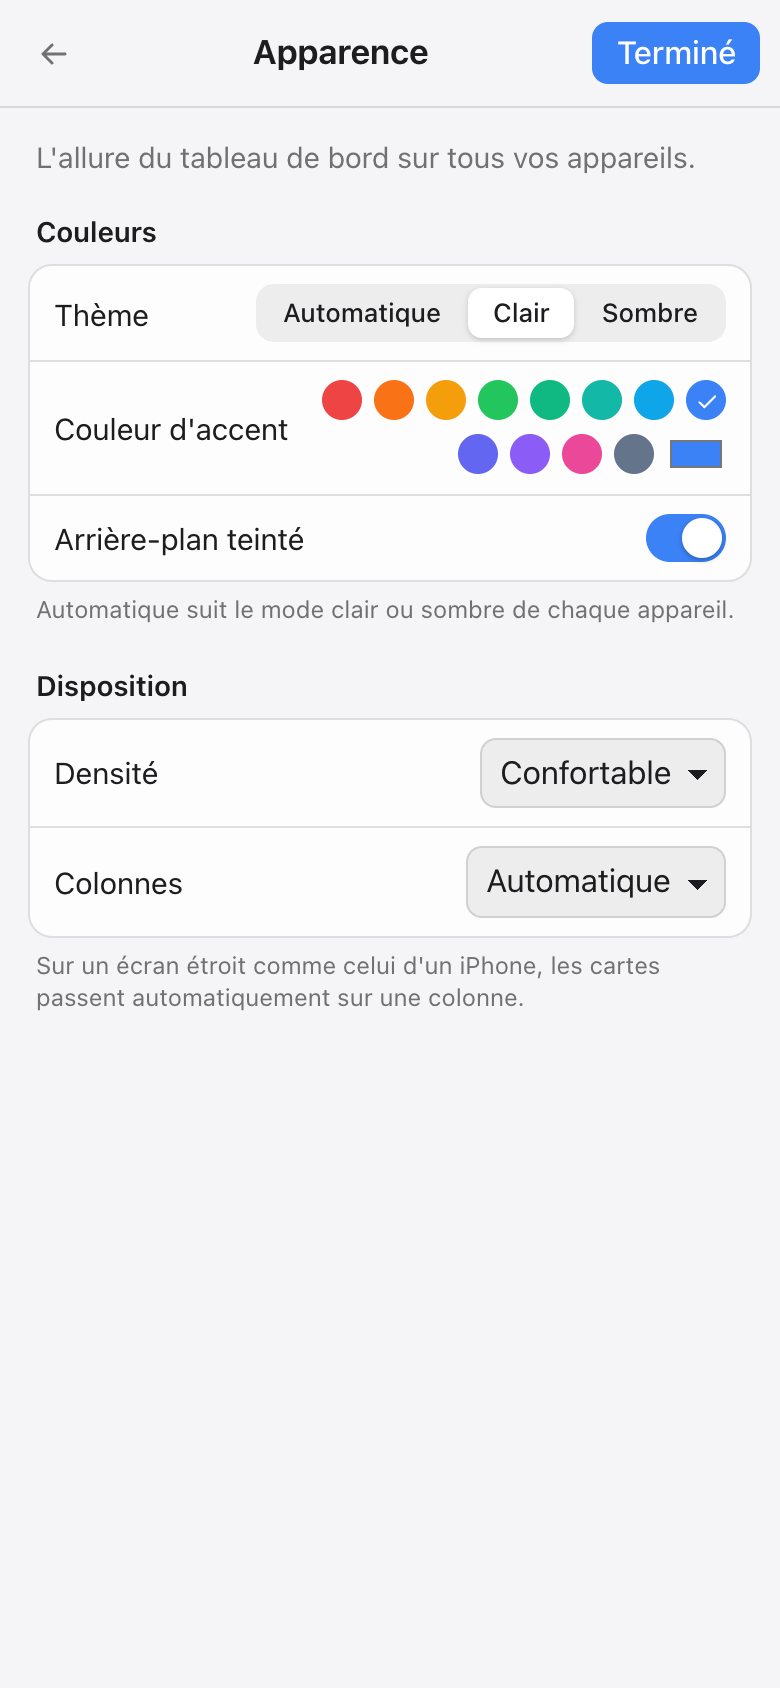 Apparence
Terminé
L'allure du tableau de bord sur tous vos appareils.
Couleurs
Thème
Automatique
Clair
Sombre
Couleur d'accent
Arrière-plan teinté
Automatique suit le mode clair ou sombre de chaque appareil.
Disposition
Densité
Confortable
Colonnes
Automatique
Sur un écran étroit comme celui d'un iPhone, les cartes
passent automatiquement sur une colonne.